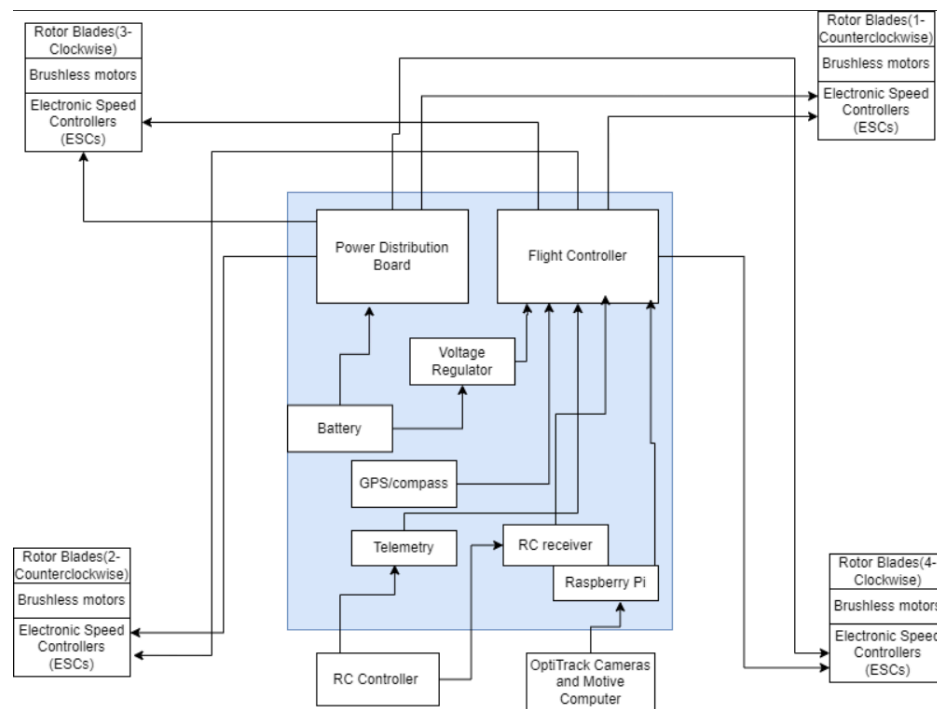 Rotor Blades(3-
Clockwise)
Brushless motors
Electronic Speed
Controllers
(ESCs)
Rotor Blades(1-
Counterclockwise)
Brushless motors
Electronic Speed
Controllers
(ESCs)
Power Distribution
Board
Flight Controller
Voltage
Regulator
Battery
GPS/compass
Telemetry
RC receiver
Raspberry Pi
Rotor Blades(2-
Counterclockwise)
Brushless motors
Electronic Speed
Controllers
(ESCs)
Rotor Blades(4-
Clockwise)
Brushless motors
Electronic Speed
Controllers
(ESCs)
RC Controller
OptiTrack Cameras
and Motive
Computer